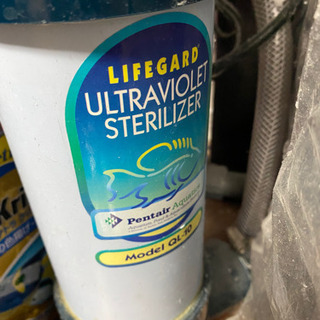 LIFEGARD
ULTRAVIOLET
STERILIZER
Pentair Aquatics
Model QL-10